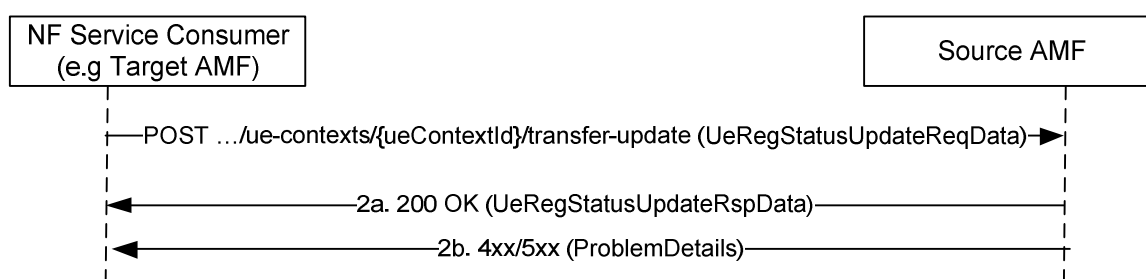 NF Service Consumer
(e.g Target AMF)
Source AMF
POST …/ue-contexts/{ueContextId}/transfer-update (UeRegStatusUpdateReqData)
2a. 200 OK (UeRegStatusUpdateRspData)
2b. 4xx/5xx (ProblemDetails)